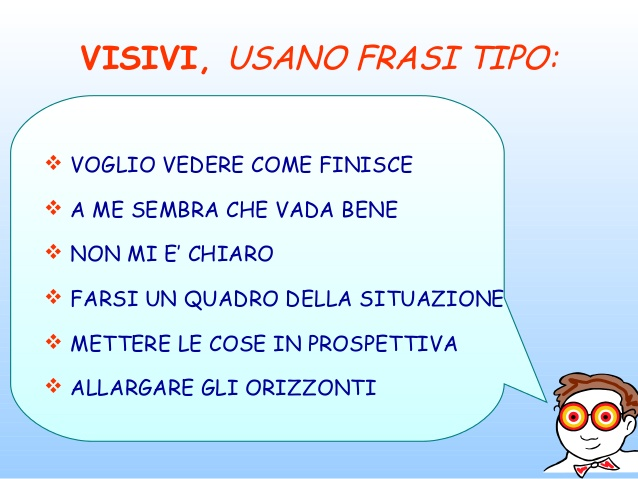 VISIVI, USANO FRASI TIPO:
VOGLIO VEDERE COME FINISCE
A ME SEMBRA CHE VADA BENE
NON MI E’ CHIARO
FARSI UN QUADRO DELLA SITUAZIONE
METTERE LE COSE IN PROSPETTIVA
ALLARGARE GLI ORIZZONTI